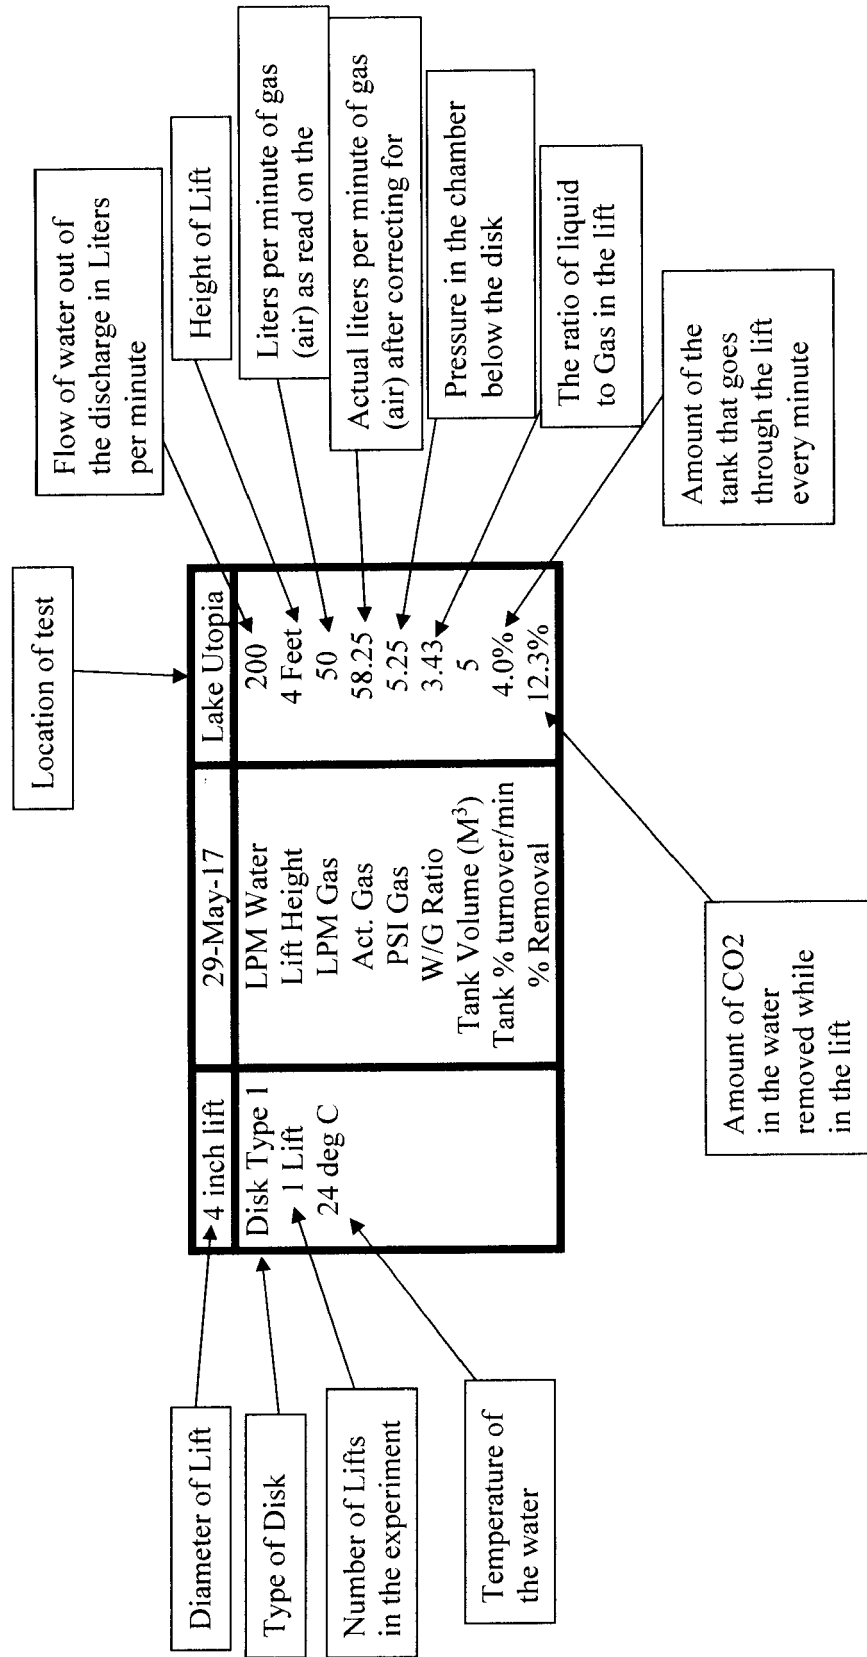 Location of test
Flow of water out of
the discharge in Liters
per minute
Height of Lift
Liters per minute of gas
(air) as read on the
Actual liters per minute of gas
(air) after correcting for
Pressure in the chamber
below the disk
The ratio of liquid
to Gas in the lift
Amount of the
tank that goes
through the lift
every minute
Diameter of Lift
Type of Disk
Number of Lifts
in the experiment
Temperature of
the water
4 inch lift 29-May-17 Lake Utopia
Disk Type 1 LPM Water 200
1 Lift Lift Height 4 Feet
24 deg C LPM Gas 50
Act. Gas 58.25
PSI Gas 5.25
W/G Ratio 3.43
Tank Volume (M³) 5
Tank % turnover/min 4.0%
% Removal 12.3%
Amount of CO2
in the water
removed while
in the lift